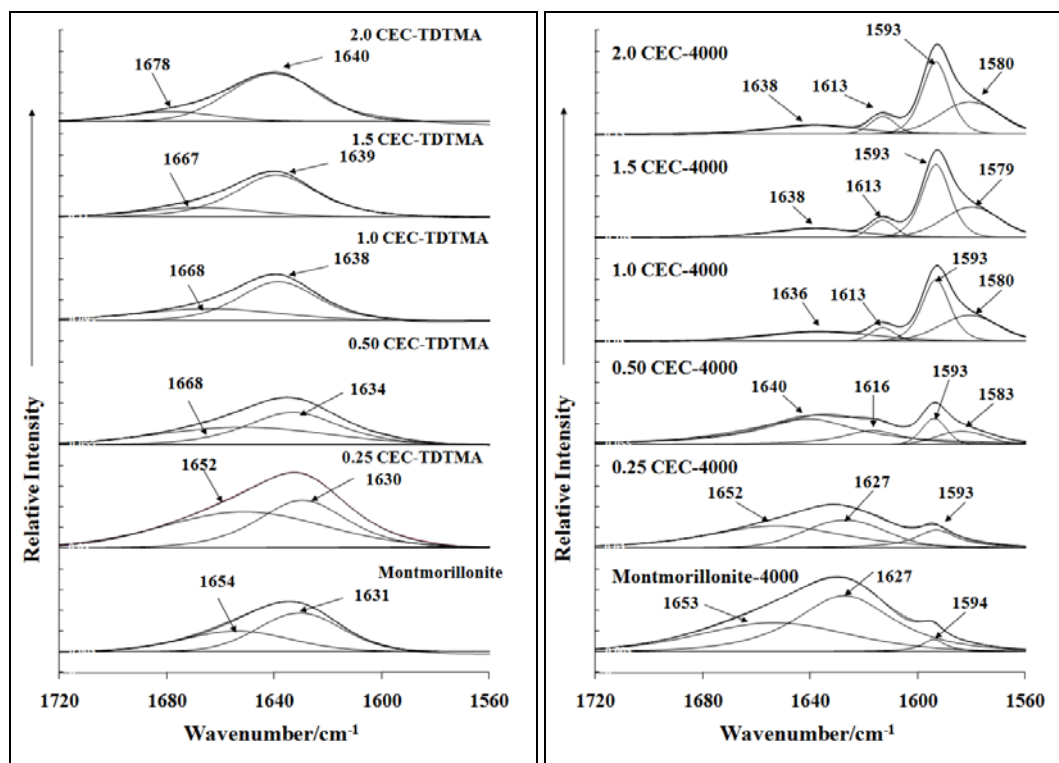 2.0 CEC-TDTMA
1678
1640
1.5 CEC-TDTMA
1667
1639
1.0 CEC-TDTMA
1668
1638
0.50 CEC-TDTMA
1668
1634
0.25 CEC-TDTMA
1652
1630
Montmorillonite
1654
1631
Relative Intensity
1720 1680 1640 1600 1560
Wavenumber/cm⁻¹
2.0 CEC-4000
1593
1580
1638
1613
1.5 CEC-4000
1593
1579
1638
1613
1.0 CEC-4000
1593
1580
1636
1613
0.50 CEC-4000
1593
1583
1640
1616
0.25 CEC-4000
1652
1627
1593
Montmorillonite-4000
1627
1653
1594
Relative Intensity
1720 1680 1640 1600 1560
Wavenumber/cm⁻¹